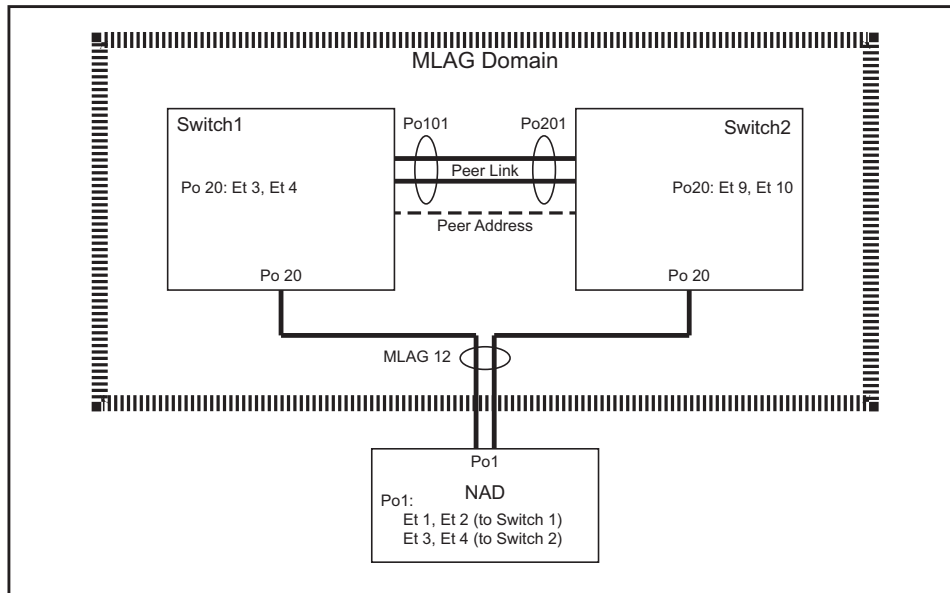 MLAG Domain
Switch1
Po101
Po201
Switch2
Peer Link
Po 20: Et 3, Et 4
Po20: Et 9, Et 10
Peer Address
Po 20
Po 20
MLAG 12
Po1
NAD
Po1:
Et 1, Et 2 (to Switch 1)
Et 3, Et 4 (to Switch 2)